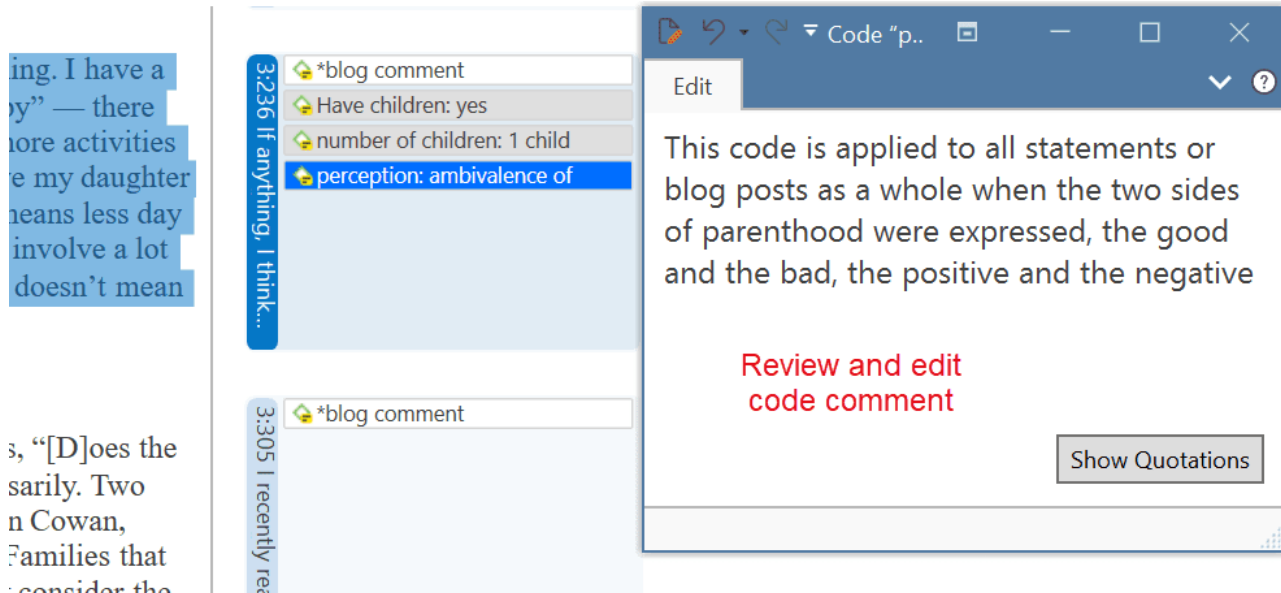 ing. I have a
by” — there
nore activities
ve my daughter
neans less day
involve a lot
doesn’t mean
s, “[D]oes the
sarily. Two
n Cowan,
Families that
consider the
3:236 If anything, I think...
*blog comment
Have children: yes
number of children: 1 child
perception: ambivalence of
3:305 I recently rea
*blog comment
Code “p..
Edit
This code is applied to all statements or
blog posts as a whole when the two sides
of parenthood were expressed, the good
and the bad, the positive and the negative
Review and edit
code comment
Show Quotations